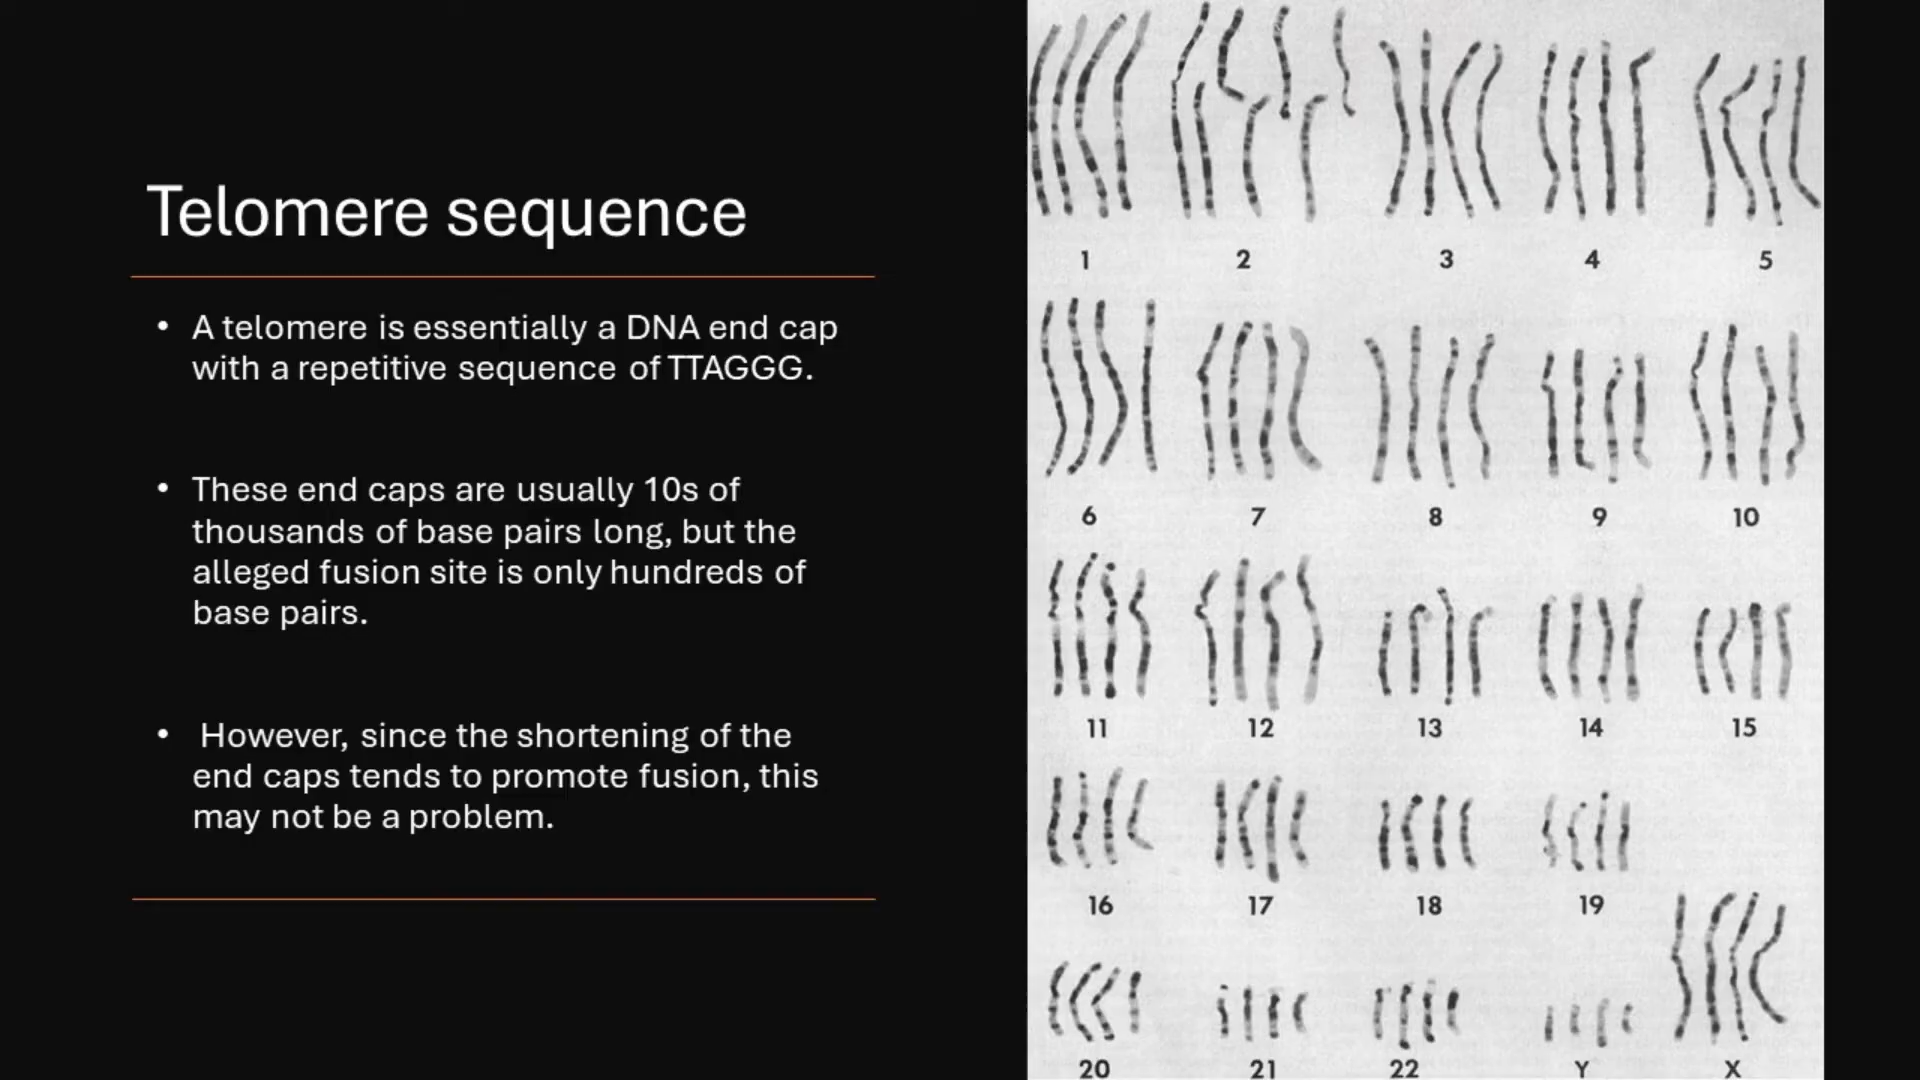 Telomere sequence
• A telomere is essentially a DNA end cap
with a repetitive sequence of TTAGGG.
• These end caps are usually 10s of
thousands of base pairs long, but the
alleged fusion site is only hundreds of
base pairs.
• However, since the shortening of the
end caps tends to promote fusion, this
may not be a problem.
1 2 3 4 5
6 7 8 9 10
11 12 13 14 15
16 17 18 19
20 21 22 Y X